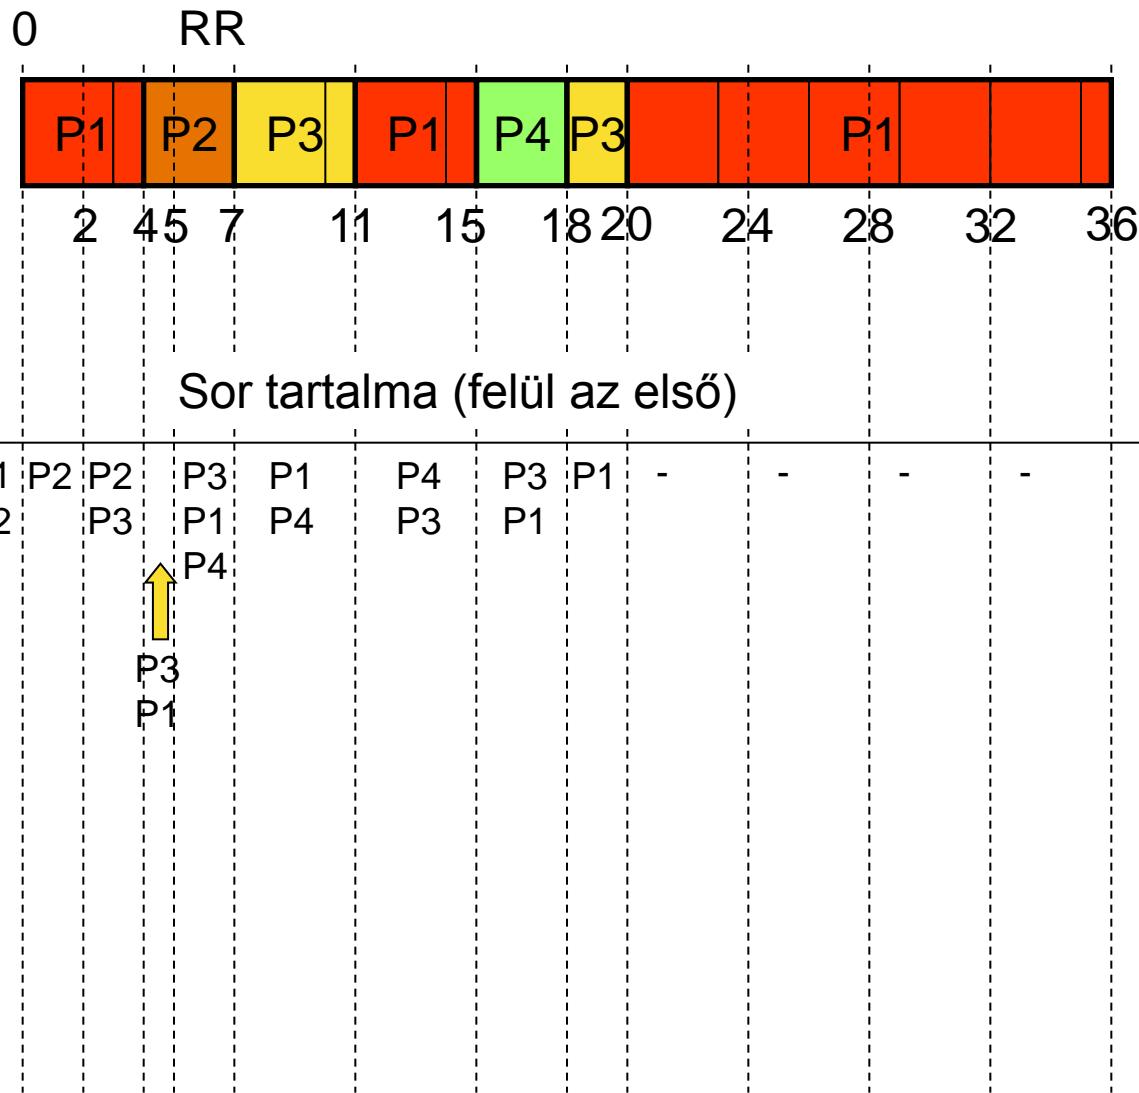 0 RR
P1 P2 P3 P1 P4 P3 P1
2 4 5 7 11 15 18 20 24 28 32 36
Sor tartalma (felül az első)
1 P2 P2 P3 P1 P4 P3 P1 - - - -
2 P3 P1 P4 P3 P1
P4
P3
P1